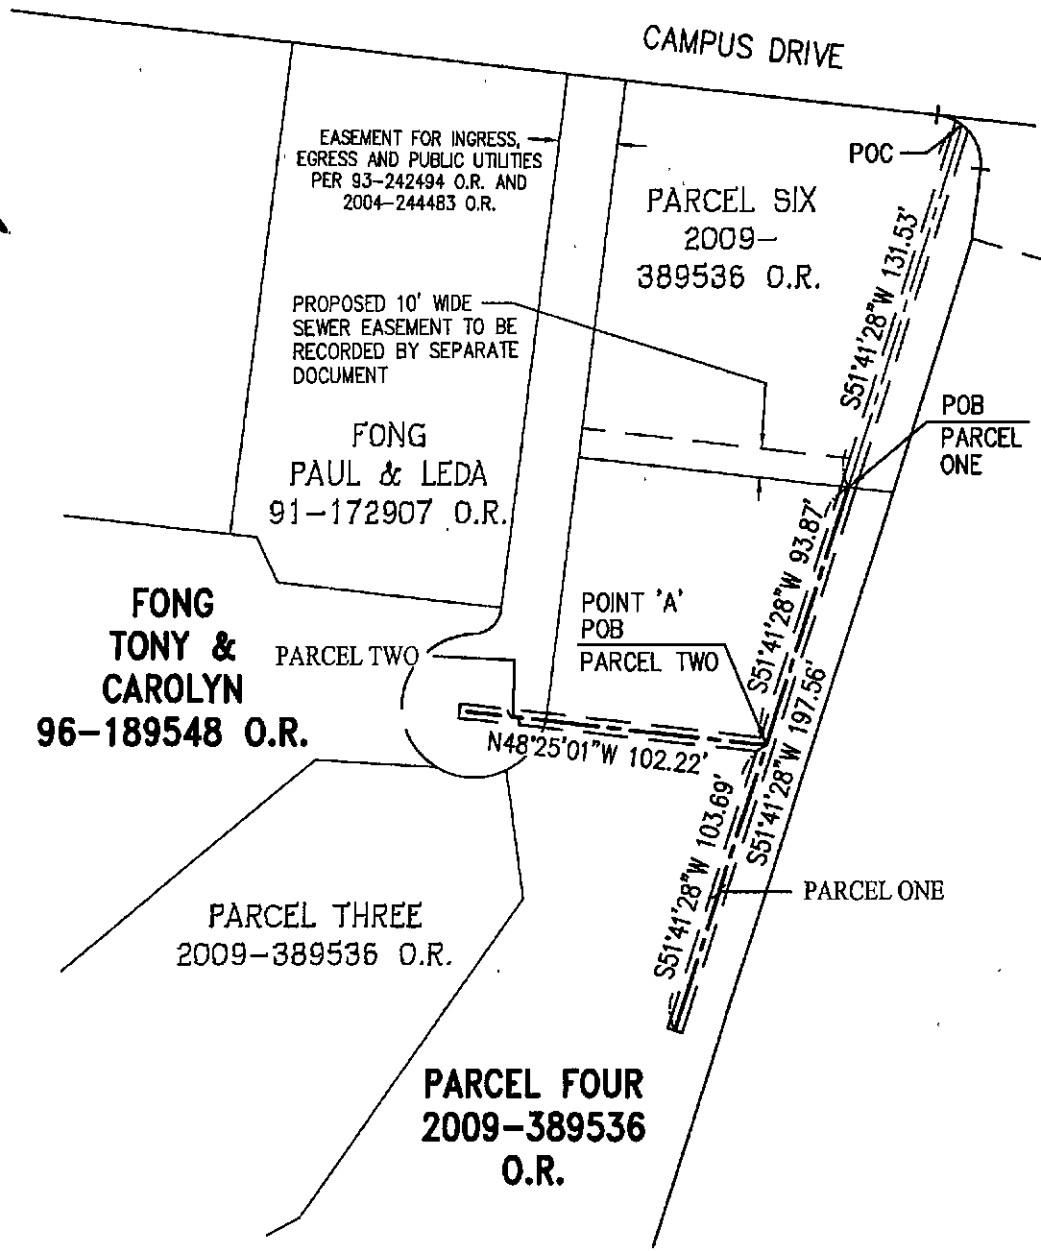 CAMPUS DRIVE
EASEMENT FOR INGRESS,
EGRESS AND PUBLIC UTILITIES
PER 93-242494 O.R. AND
2004-244483 O.R.
POC
PARCEL SIX
2009-
389536 O.R.
S51°41'28"W 131.53'
PROPOSED 10' WIDE
SEWER EASEMENT TO BE
RECORDED BY SEPARATE
DOCUMENT
POB
PARCEL
ONE
FONG
PAUL & LEDA
91-172907 O.R.
S51°41'28"W 93.87'
FONG
TONY &
CAROLYN
96-189548 O.R.
PARCEL TWO
POINT 'A'
POB
PARCEL TWO
N48°25'01"W 102.22'
S51°41'28"W 197.56'
S51°41'28"W 103.69'
PARCEL ONE
PARCEL THREE
2009-389536 O.R.
PARCEL FOUR
2009-389536
O.R.